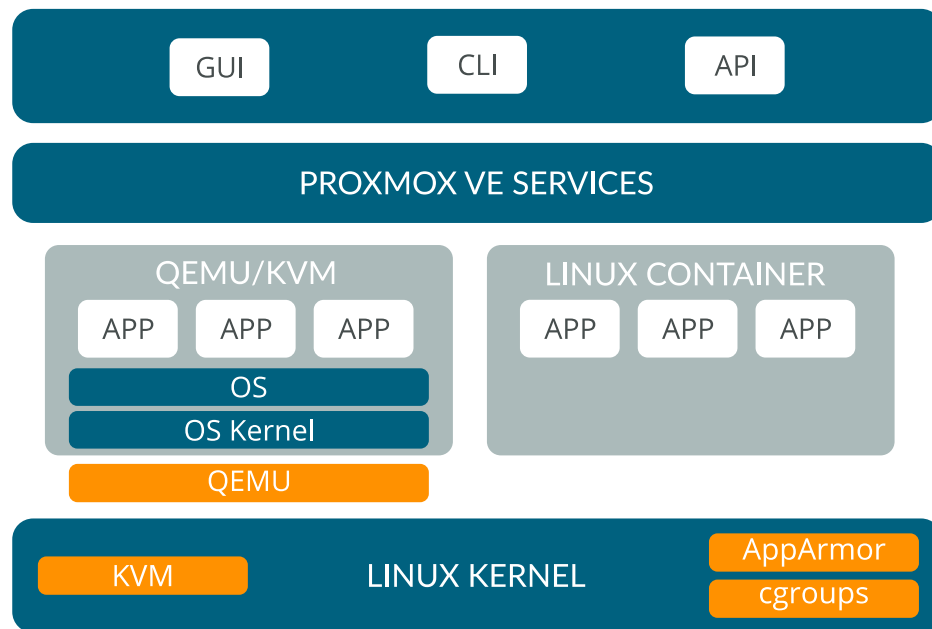 GUI
CLI
API
PROXMOX VE SERVICES
QEMU/KVM
APP
APP
APP
OS
OS Kernel
QEMU
LINUX CONTAINER
APP
APP
APP
KVM
LINUX KERNEL
AppArmor
cgroups